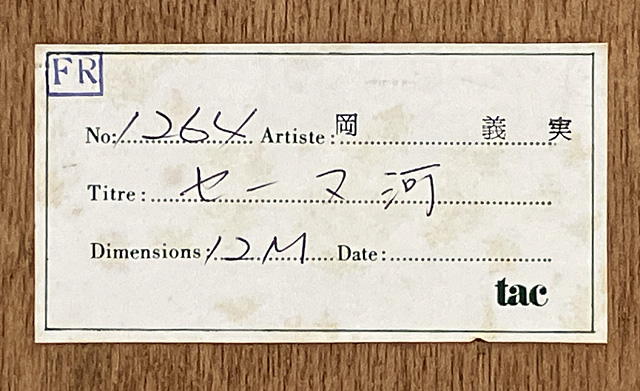 FR
No: 1264 Artiste: 岡 義 実
Titre: セーヌ河
Dimensions: 12M Date:
tac